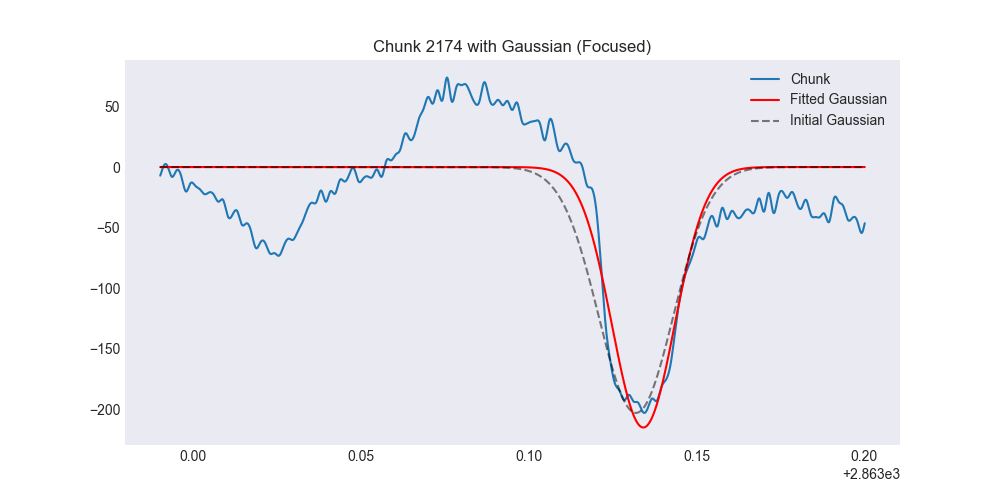 Chunk 2174 with Gaussian (Focused)
Chunk
Fitted Gaussian
Initial Gaussian
50
0
−50
−100
−150
−200
0.00 0.05 0.10 0.15 0.20
+2.863e3